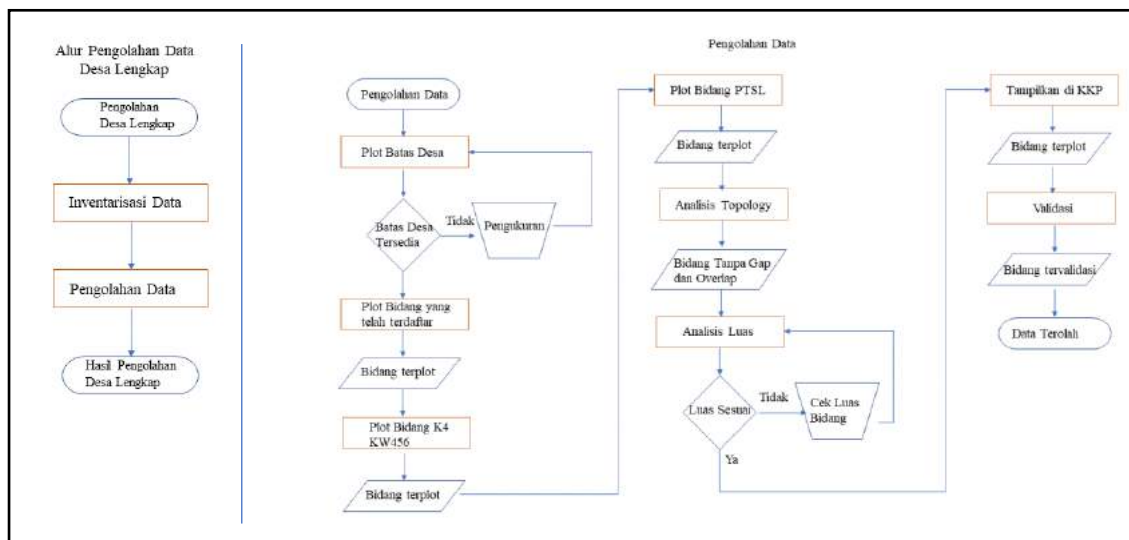 Alur Pengolahan Data
Desa Lengkap
Pengolahan
Desa Lengkap
Inventarisasi Data
Pengolahan Data
Hasil Pengolahan
Desa Lengkap
Pengolahan Data
Pengolahan Data
Plot Batas Desa
Batas Desa
Tersedia
Tidak
Pengukuran
Plot Bidang yang
telah terdaftar
Bidang terplot
Plot Bidang K4
KW456
Bidang terplot
Plot Bidang PTSL
Bidang terplot
Analisis Topology
Bidang Tanpa Gap
dan Overlap
Analisis Luas
Luas Sesuai
Tidak
Cek Luas
Bidang
Ya
Tampilkan di KKP
Bidang terplot
Validasi
Bidang tervalidasi
Data Terolah